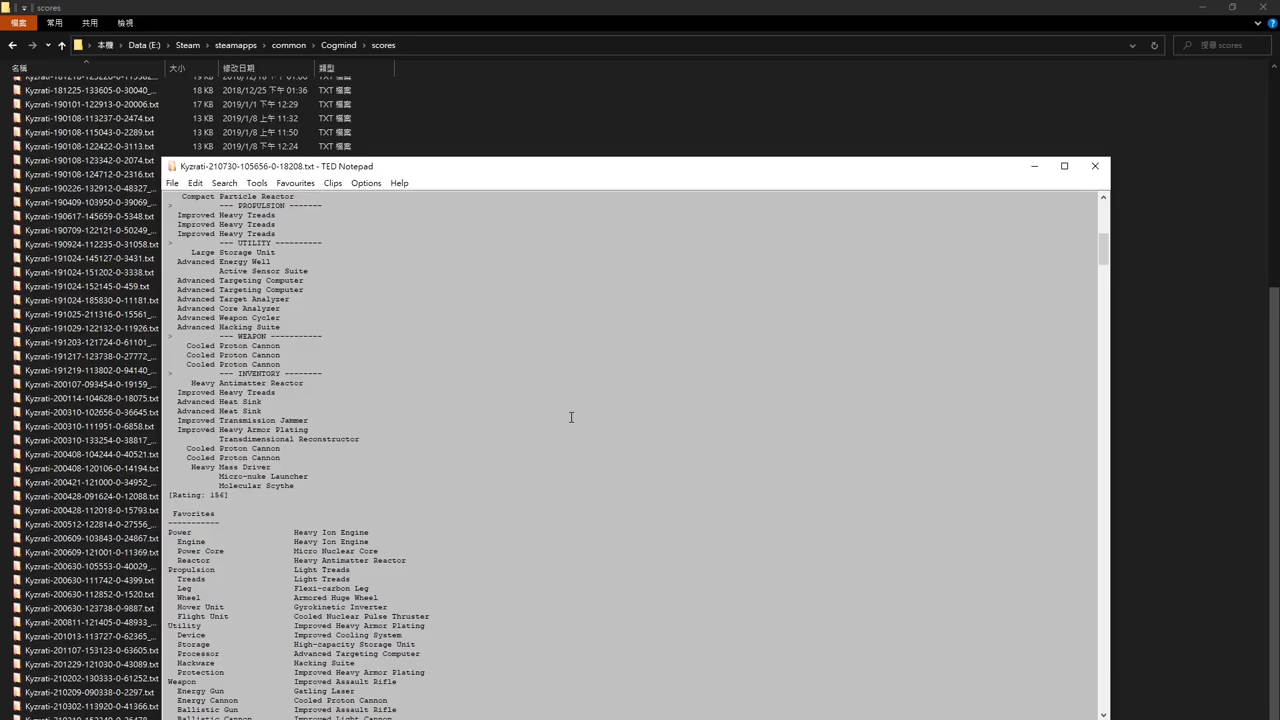 scores
檔案 常用 共用 檢視
本機 Data (E:) Steam steamapps common Cogmind scores 搜尋 scores
名稱 大小 修改日期 類型
Kyzrati-181225-133605-0-30040_... 18 KB 2018/12/25 下午 01:36 TXT 檔案
Kyzrati-190101-122913-0-20006.txt 17 KB 2019/1/1 下午 12:29 TXT 檔案
Kyzrati-190108-113237-0-2474.txt 13 KB 2019/1/8 上午 11:32 TXT 檔案
Kyzrati-190108-115043-0-2289.txt 13 KB 2019/1/8 上午 11:50 TXT 檔案
Kyzrati-190108-122422-0-3113.txt 13 KB 2019/1/8 下午 12:24 TXT 檔案
Kyzrati-190108-123342-0-2074.txt
Kyzrati-190108-124712-0-2316.txt
Kyzrati-190226-132912-0-48327_...
Kyzrati-190409-103950-0-39069_...
Kyzrati-190617-145659-0-5348.txt
Kyzrati-190709-122121-0-50249_...
Kyzrati-190924-112235-0-31058.txt
Kyzrati-191024-145127-0-3431.txt
Kyzrati-191024-151202-0-3338.txt
Kyzrati-191024-152145-0-459.txt
Kyzrati-191024-185830-0-11181.txt
Kyzrati-191025-211316-0-15561_...
Kyzrati-191029-122132-0-11926.txt
Kyzrati-191203-121724-0-61101_...
Kyzrati-191217-123738-0-27772_...
Kyzrati-191219-113802-0-94140_...
Kyzrati-200107-093454-0-19159_...
Kyzrati-200114-104628-0-18075.txt
Kyzrati-200310-102656-0-36645.txt
Kyzrati-200310-111951-0-6858.txt
Kyzrati-200310-133254-0-38817_...
Kyzrati-200408-104244-0-40521.txt
Kyzrati-200408-120106-0-14194.txt
Kyzrati-200421-121000-0-34952_...
Kyzrati-200428-091624-0-12088.txt
Kyzrati-200428-112018-0-15793.txt
Kyzrati-200512-122814-0-27556_...
Kyzrati-200609-103843-0-24867.txt
Kyzrati-200609-121001-0-11369.txt
Kyzrati-200630-105553-0-40029_...
Kyzrati-200630-111742-0-4399.txt
Kyzrati-200630-112852-0-1520.txt
Kyzrati-200630-123738-0-9887.txt
Kyzrati-200811-121405-0-48933_...
Kyzrati-201013-113727-0-62365_...
Kyzrati-201107-153123-0-63605.txt
Kyzrati-201229-121030-0-43089.txt
Kyzrati-210202-133330-0-61252.txt
Kyzrati-210209-090338-0-2297.txt
Kyzrati-210302-113920-0-41366.txt
Kyzrati-210730-105656-0-18208.txt - TED Notepad
File Edit Search Tools Favourites Clips Options Help
Compact Particle Reactor
> --- PROPULSION -------
Improved Heavy Treads
Improved Heavy Treads
Improved Heavy Treads
> --- UTILITY ----------
Large Storage Unit
Advanced Energy Well
Active Sensor Suite
Advanced Targeting Computer
Advanced Targeting Computer
Advanced Target Analyzer
Advanced Core Analyzer
Advanced Weapon Cycler
Advanced Hacking Suite
> --- WEAPON -----------
Cooled Proton Cannon
Cooled Proton Cannon
Cooled Proton Cannon
> --- INVENTORY --------
Heavy Antimatter Reactor
Improved Heavy Treads
Advanced Heat Sink
Advanced Heat Sink
Improved Transmission Jammer
Improved Heavy Armor Plating
Transdimensional Reconstructor
Cooled Proton Cannon
Cooled Proton Cannon
Heavy Mass Driver
Micro-nuke Launcher
Molecular Scythe
[Rating: 156]
Favorites
-----------
Power Heavy Ion Engine
Engine Heavy Ion Engine
Power Core Micro Nuclear Core
Reactor Heavy Antimatter Reactor
Propulsion Light Treads
Treads Light Treads
Leg Flexi-carbon Leg
Wheel Armored Huge Wheel
Hover Unit Gyrokinetic Inverter
Flight Unit Cooled Nuclear Pulse Thruster
Utility Improved Heavy Armor Plating
Device Improved Cooling System
Storage High-capacity Storage Unit
Processor Advanced Targeting Computer
Hackware Hacking Suite
Protection Improved Heavy Armor Plating
Weapon Improved Assault Rifle
Energy Gun Gatling Laser
Energy Cannon Cooled Proton Cannon
Ballistic Gun Improved Assault Rifle
Ballistic Cannon Improved Light Cannon